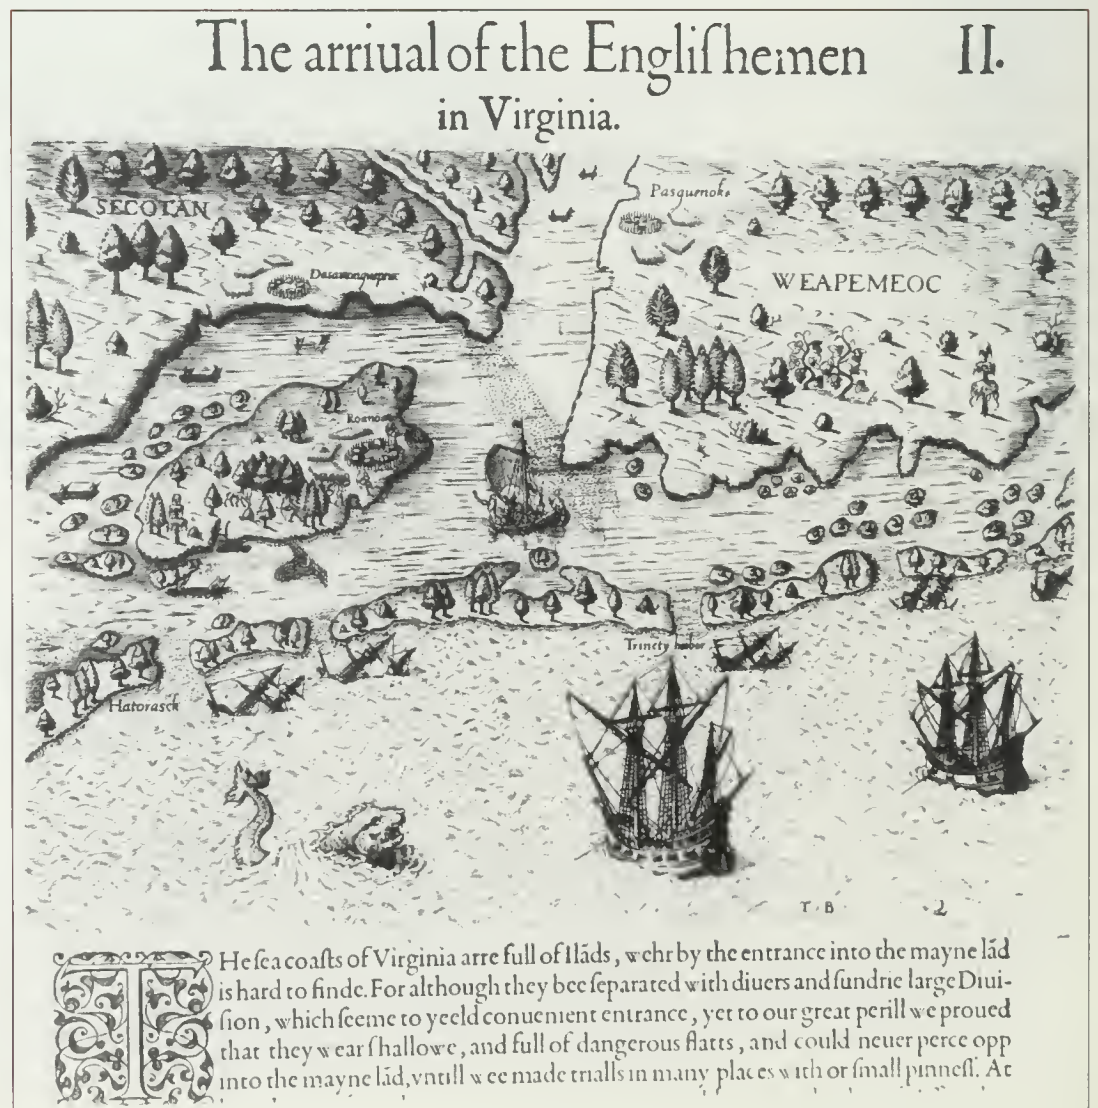 The arriual of the Engliſhemen II.
in Virginia.
Pasquenoke
SECOTAN
WEAPEMEOC
Roanoac
Trinety harbor
Hatorasck
T. B 2
THe ſea coaſts of Virginia arre full of Ilãds, wehr by the entrance into the mayne lãd
is hard to finde. For although they bee ſeparated with diuers and ſundrie large Diui-
ſion, which ſeeme to yeeld conuenient entrance, yet to our great perill we proued
that they wear ſhallowe, and full of dangerous flatts, and could neuer perce opp
into the mayne lãd, vntill wee made trialls in many places with or ſmall pinneſſ. At